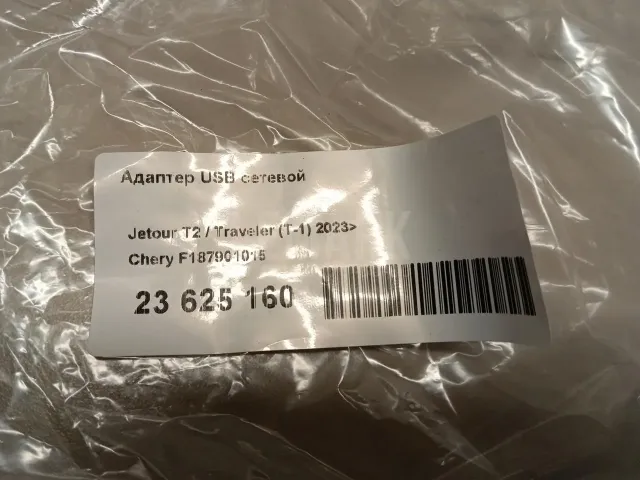 Адаптер USB сетевой
Jetour T2 / Traveler (T-1) 2023>
Chery F187901015
23 625 160